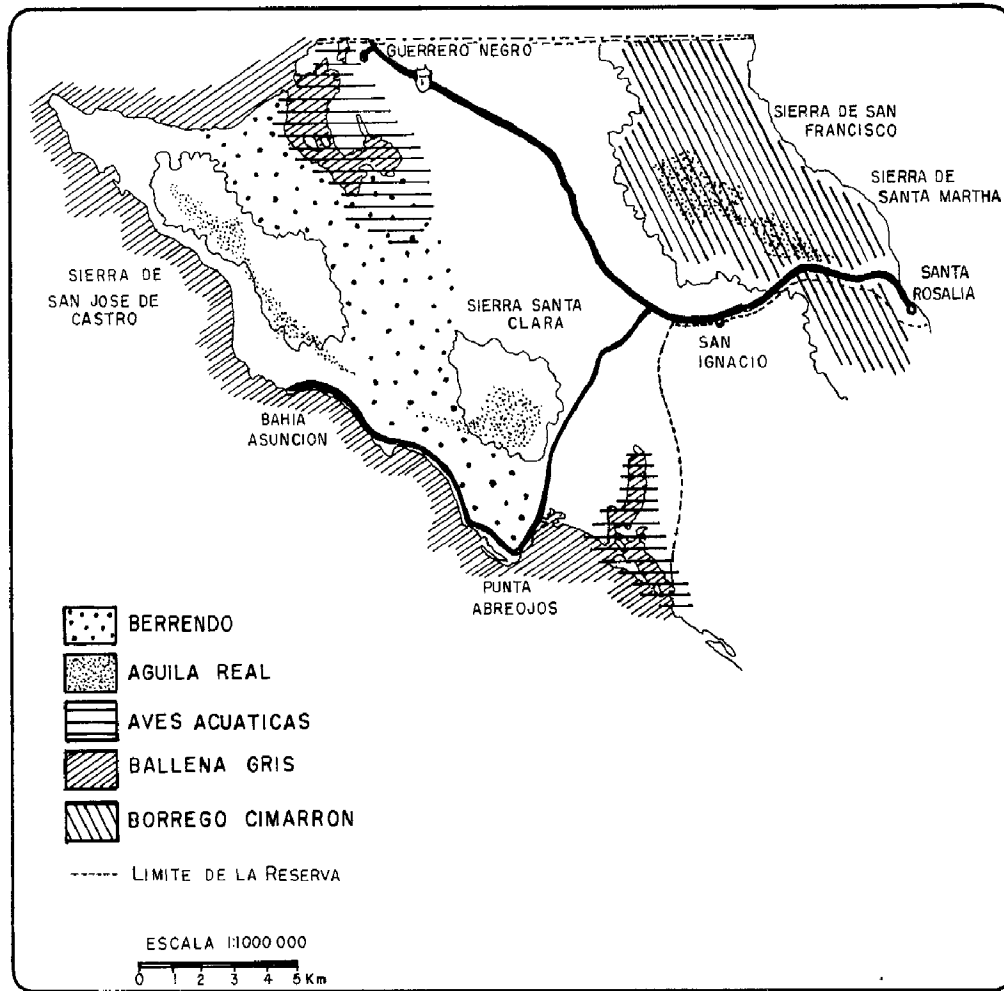 GUERRERO NEGRO
1
SIERRA DE SAN
FRANCISCO
SIERRA DE
SANTA MARTHA
SANTA
ROSALIA
SIERRA DE
SAN JOSE DE
CASTRO
SIERRA SANTA
CLARA
SAN
IGNACIO
BAHIA
ASUNCION
PUNTA
ABREOJOS
BERRENDO
AGUILA REAL
AVES ACUATICAS
BALLENA GRIS
BORREGO CIMARRON
LIMITE DE LA RESERVA
ESCALA 1:1000 000
0 1 2 3 4 5 Km